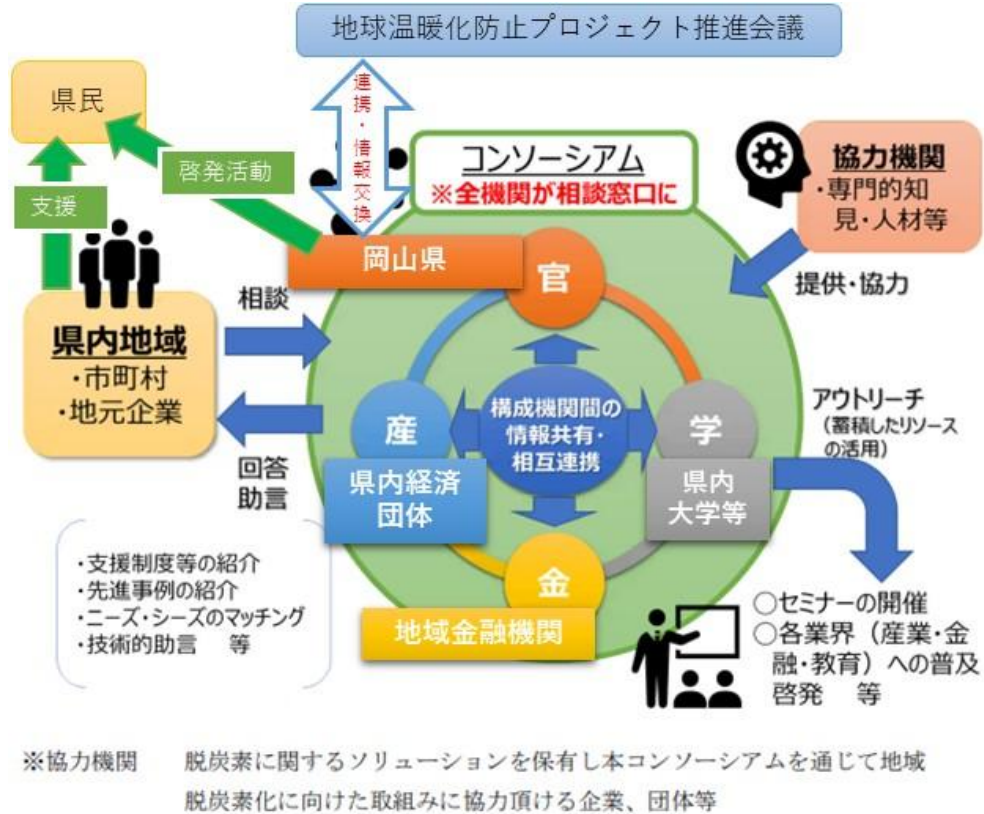 地球温暖化防止プロジェクト推進会議
県民
連携・情報交換
啓発活動
支援
コンソーシアム
※全機関が相談窓口に
協力機関
・専門的知
見・人材等
岡山県
官
提供・協力
相談
県内地域
・市町村
・地元企業
回答
助言
産
県内経済
団体
構成機関間の
情報共有・
相互連携
学
県内
大学等
アウトリーチ
(蓄積したリソース
の活用)
金
地域金融機関
・支援制度等の紹介
・先進事例の紹介
・ニーズ・シーズのマッチング
・技術的助言 等
○セミナーの開催
○各業界(産業・金
融・教育)への普及
啓発 等
※協力機関 脱炭素に関するソリューションを保有し本コンソーシアムを通じて地域
脱炭素化に向けた取組みに協力頂ける企業、団体等